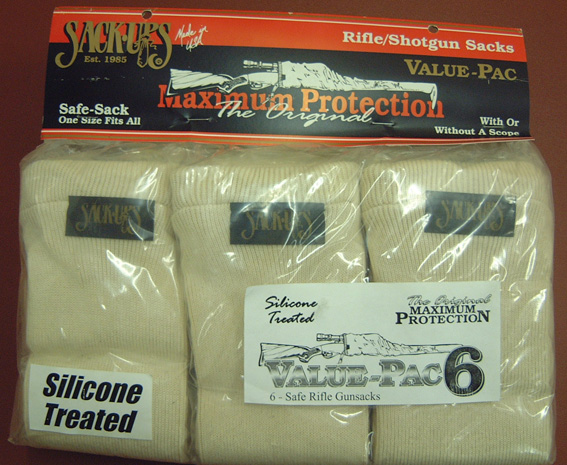 SACK-UPS
Est. 1985
Made in
USA
Rifle/Shotgun Sacks
VALUE-PAC
Maximum Protection
The Original
Safe-Sack
One Size Fits All
With Or
Without A Scope
SACK-UPS
SACK-UPS
SACK-UPS
Silicone
Treated
The Original
MAXIMUM
PROTECTION
VALUE-PAC 6
6 - Safe Rifle Gunsacks
Silicone
Treated